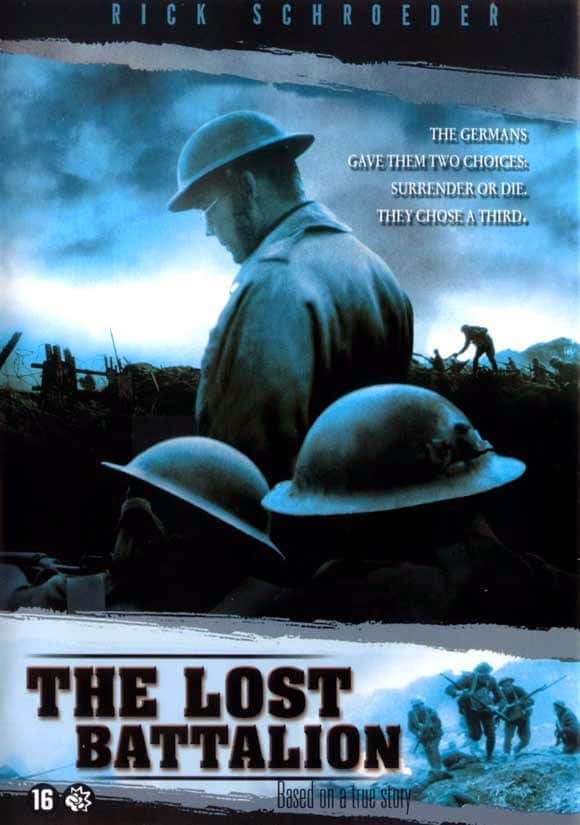 RICK SCHROEDER
THE GERMANS
GAVE THEM TWO CHOICES:
SURRENDER OR DIE.
THEY CHOSE A THIRD.
THE LOST
BATTALION
Based on a true story
16